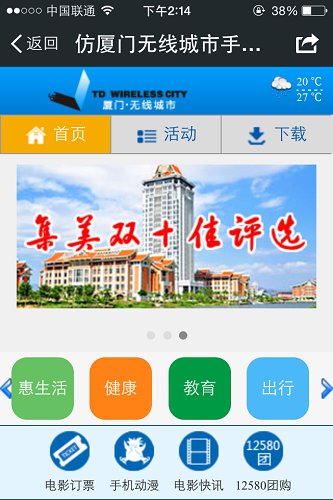 中国联通
下午2:14
38%
返回
仿厦门无线城市手...
TD WIRELESS CITY
厦门·无线城市
20℃
27℃
首页
活动
下载
集美双十佳评选
惠生活
健康
教育
出行
TICKET
12580
团
电影订票
手机动漫
电影快讯
12580团购